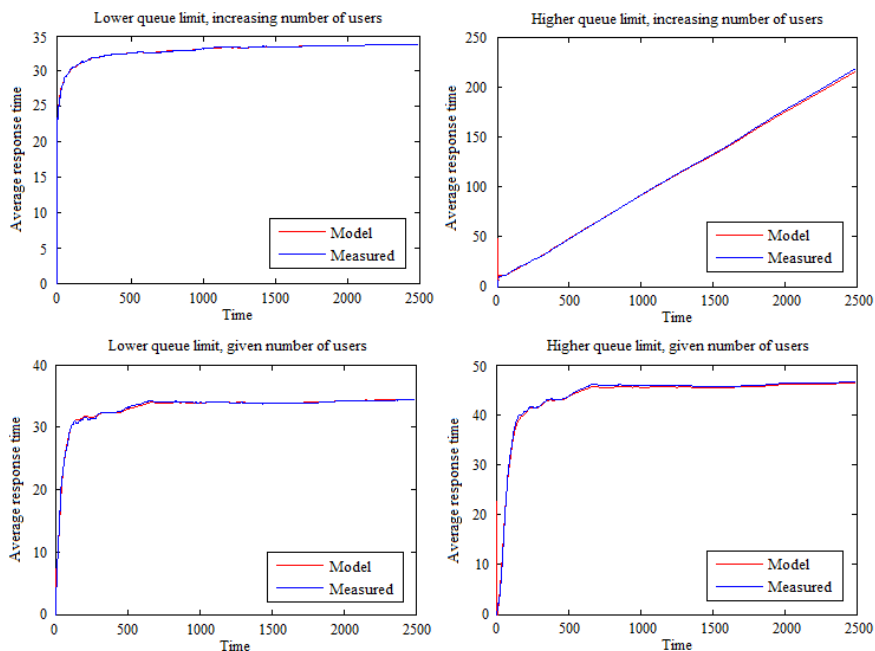 Lower queue limit, increasing number of users
35
30
25
20
15
10
5
0
Average response time
Model
Measured
0
500
1000
1500
2000
2500
Time
Higher queue limit, increasing number of users
250
200
150
100
50
0
Average response time
Model
Measured
0
500
1000
1500
2000
2500
Time
Lower queue limit, given number of users
40
30
20
10
0
Average response time
Model
Measured
0
500
1000
1500
2000
2500
Time
Higher queue limit, given number of users
50
40
30
20
10
0
Average response time
Model
Measured
0
500
1000
1500
2000
2500
Time